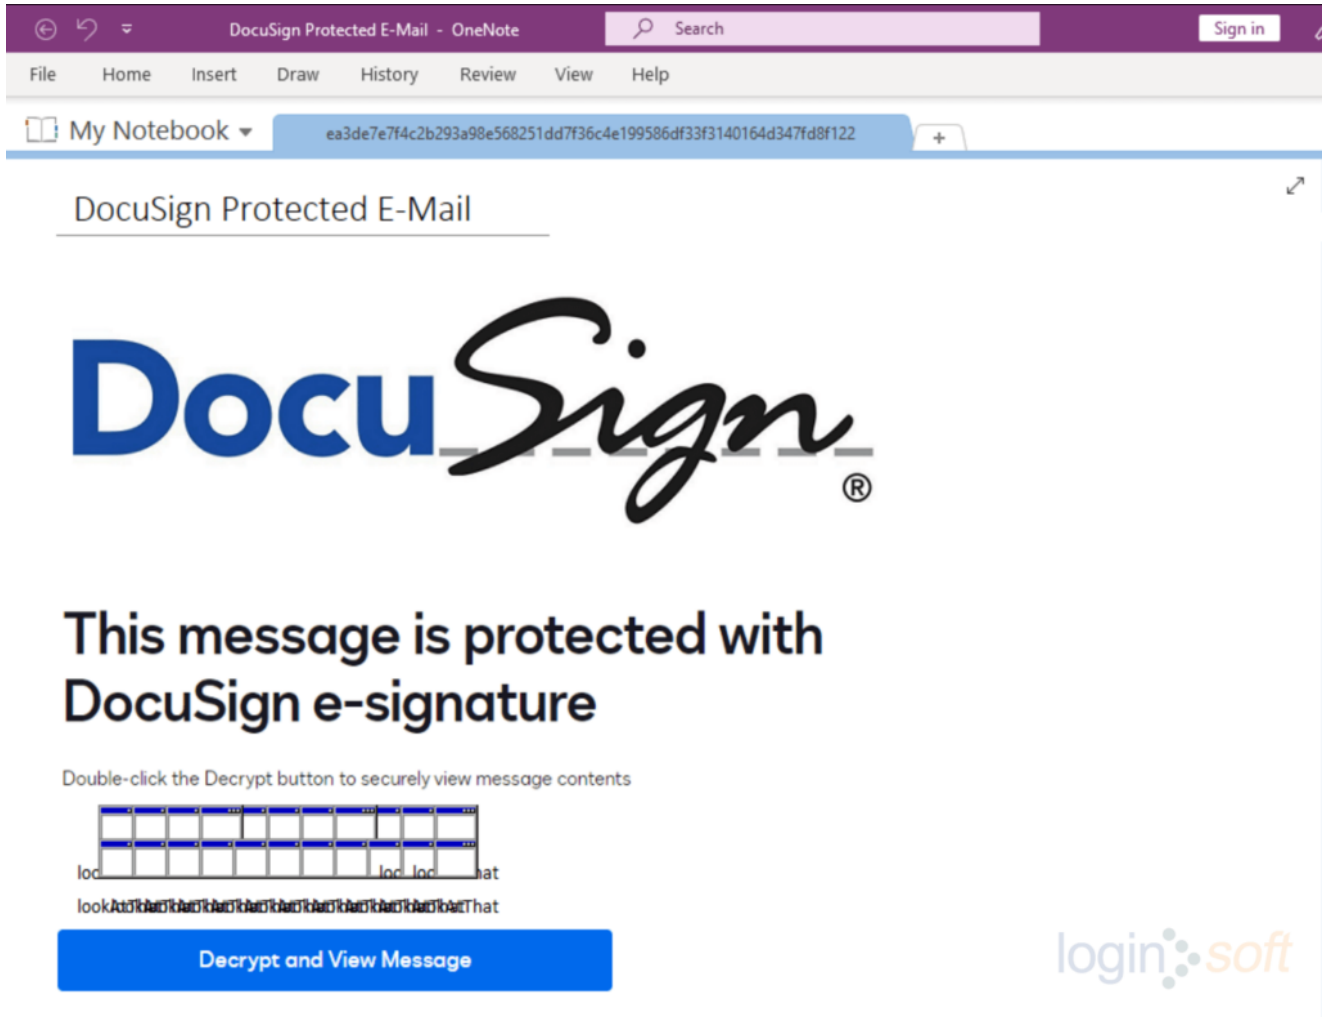 DocuSign Protected E-Mail - OneNote
Search
Sign in
File Home Insert Draw History Review View Help
My Notebook
ea3de7e7f4c2b293a98e568251dd7f36c4e199586df33f3140164d347fd8f122
+
DocuSign Protected E-Mail
DocuSign®
This message is protected with
DocuSign e-signature
Double-click the Decrypt button to securely view message contents
Decrypt and View Message
login soft